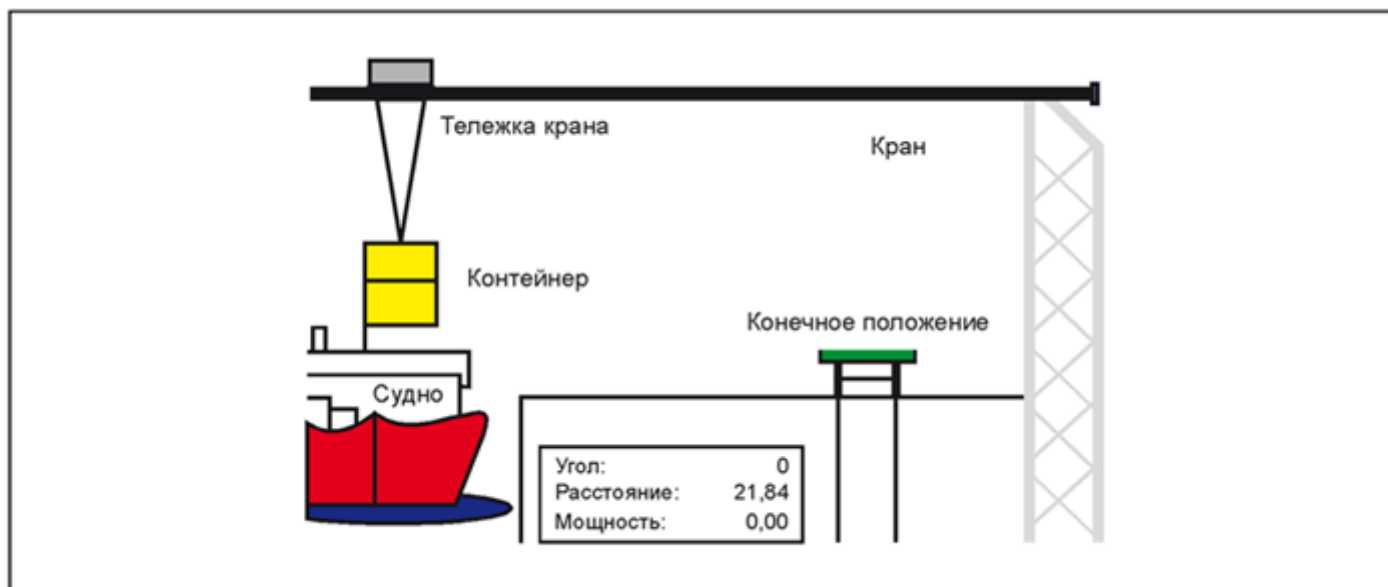 Тележка крана
Кран
Контейнер
Конечное положение
Судно
Угол: 0
Расстояние: 21,84
Мощность: 0,00